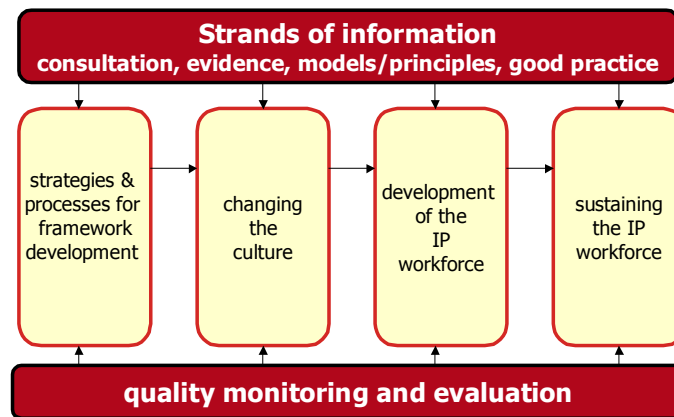 Strands of information
consultation, evidence, models/principles, good practice
strategies &
processes for
framework
development
changing
the
culture
development
of the
IP
workforce
sustaining
the IP
workforce
quality monitoring and evaluation